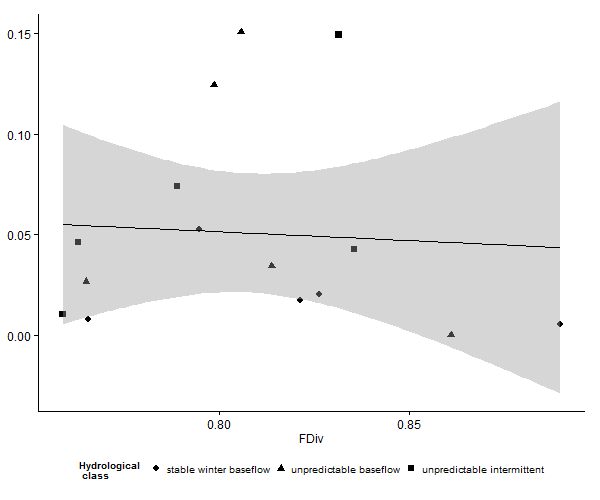 0.15
0.10
0.05
0.00
0.80 0.85
FDiv
Hydrological
class
stable winter baseflow unpredictable baseflow unpredictable intermittent